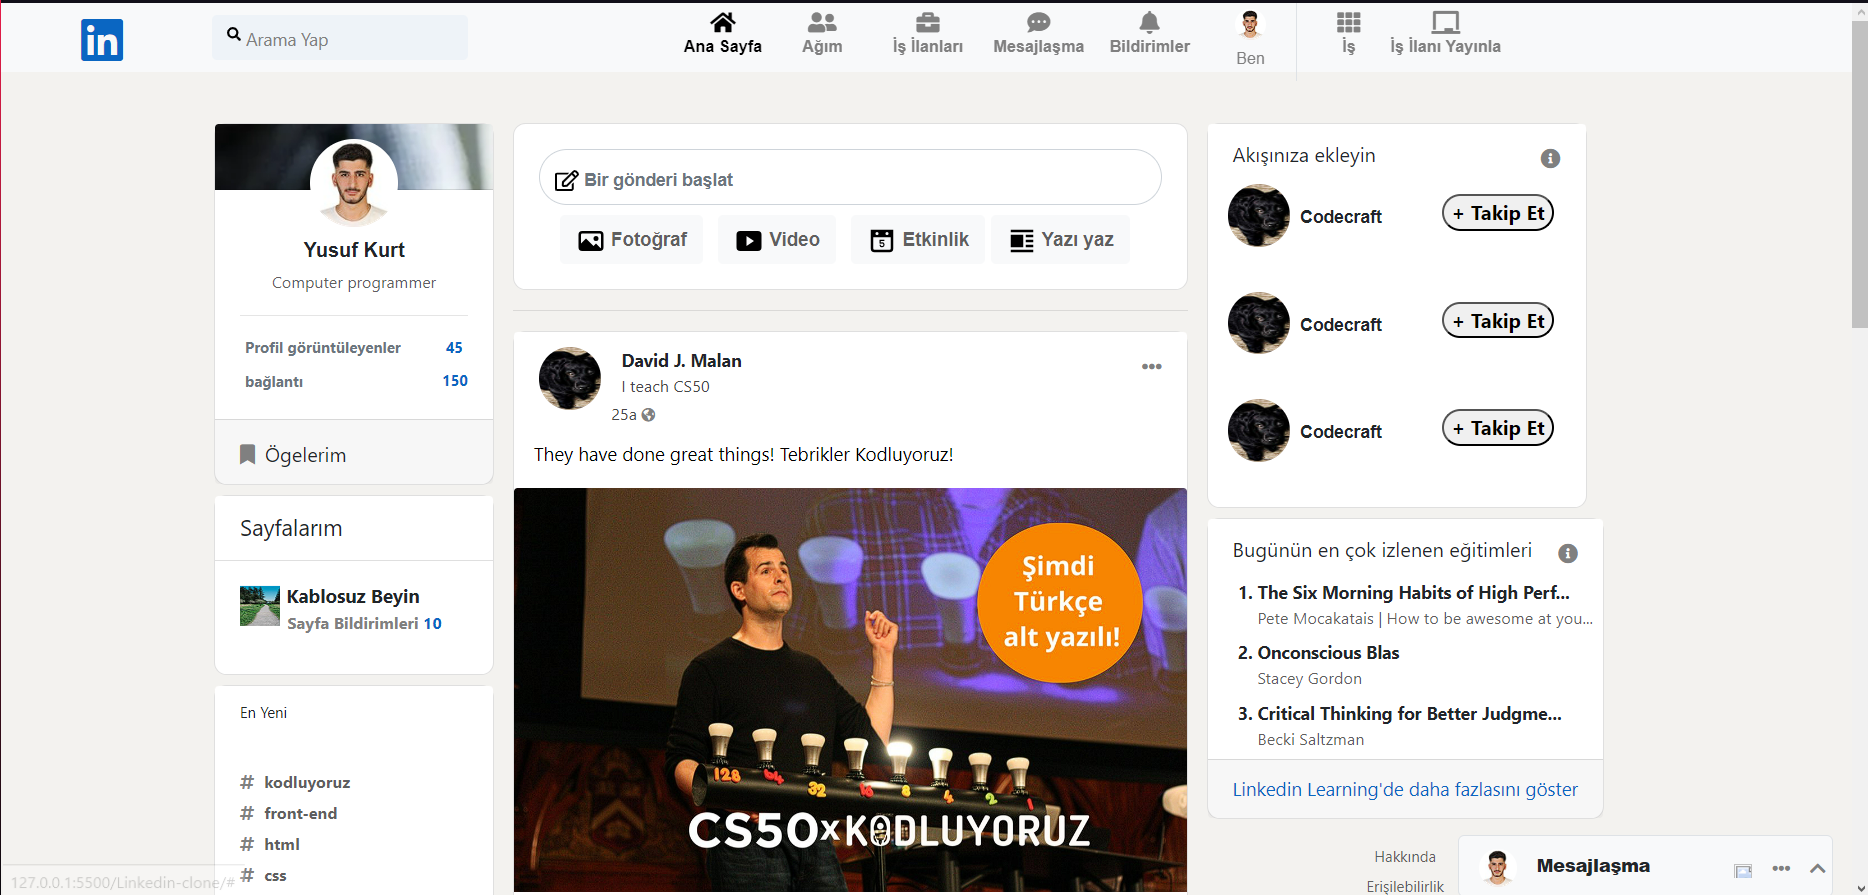 in
Arama Yap
Ana Sayfa
Ağım
İş İlanları
Mesajlaşma
Bildirimler
Ben
İş
İş İlanı Yayınla
Yusuf Kurt
Computer programmer
Profil görüntüleyenler 45
bağlantı 150
Ögelerim
Sayfalarım
Kablosuz Beyin
Sayfa Bildirimleri 10
En Yeni
# kodluyoruz
# front-end
# html
# css
127.0.0.1:5500/Linkedin-clone/#
Bir gönderi başlat
Fotoğraf
Video
5
Etkinlik
Yazı yaz
David J. Malan
I teach CS50
25a
They have done great things! Tebrikler Kodluyoruz!
Şimdi
Türkçe
alt yazılı!
128 64 32 16 8 4 2 1
CS50xKODLUYORUZ
Akışınıza ekleyin
Codecraft + Takip Et
Codecraft + Takip Et
Codecraft + Takip Et
Bugünün en çok izlenen eğitimleri
1. The Six Morning Habits of High Perf...
Pete Mocakatais | How to be awesome at you...
2. Onconscious Blas
Stacey Gordon
3. Critical Thinking for Better Judgme...
Becki Saltzman
Linkedin Learning'de daha fazlasını göster
Hakkında
Erişilebilirlik
Mesajlaşma